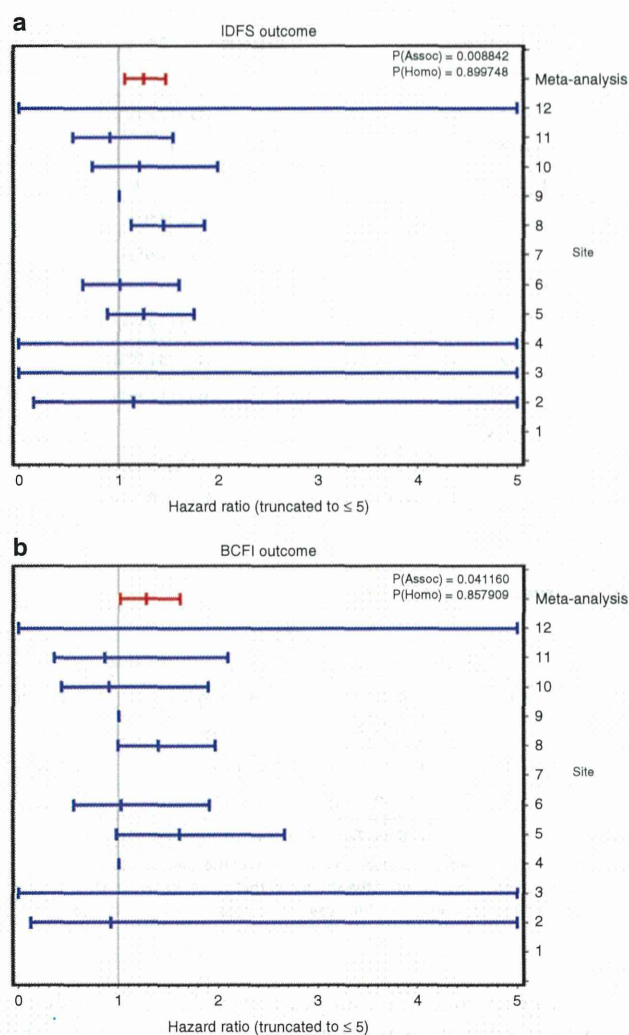 a
IDFS outcome
P(Assoc) = 0.008842
P(Homo) = 0.899748
Meta-analysis
12
11
10
9
8
7
Site
6
5
4
3
2
1
0 1 2 3 4 5
Hazard ratio (truncated to ≤ 5)
b
BCFI outcome
P(Assoc) = 0.041160
P(Homo) = 0.857909
Meta-analysis
12
11
10
9
8
7
Site
6
5
4
3
2
1
0 1 2 3 4 5
Hazard ratio (truncated to ≤ 5)